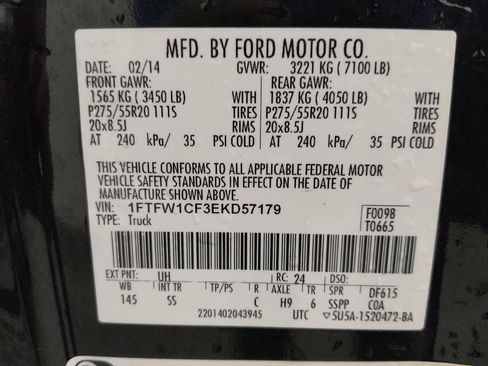 MFD. BY FORD MOTOR CO.
DATE: 02/14 GVWR: 3221 KG ( 7100 LB)
FRONT GAWR: REAR GAWR:
1565 KG ( 3450 LB) WITH 1837 KG ( 4050 LB) WITH
P275/55R20 111S TIRES P275/55R20 111S TIRES
20x8.5J RIMS 20x8.5J RIMS
AT 240 kPa/ 35 PSI COLD AT 240 kPa/ 35 PSI COLD
THIS VEHICLE CONFORMS TO ALL APPLICABLE FEDERAL MOTOR
VEHICLE SAFETY STANDARDS IN EFFECT ON THE DATE OF
MANUFACTURE SHOWN ABOVE.
VIN: 1FTFW1CF3EKD57179 F0098
TYPE: Truck T0665
EXT PNT: UH RC: 24 DSO:
WB INT TR TP/PS R AXLE TR SPR DF615
145 SS C H9 6 SSPP COA
2201402043945 UTC ▽5U5A-1520472-BA